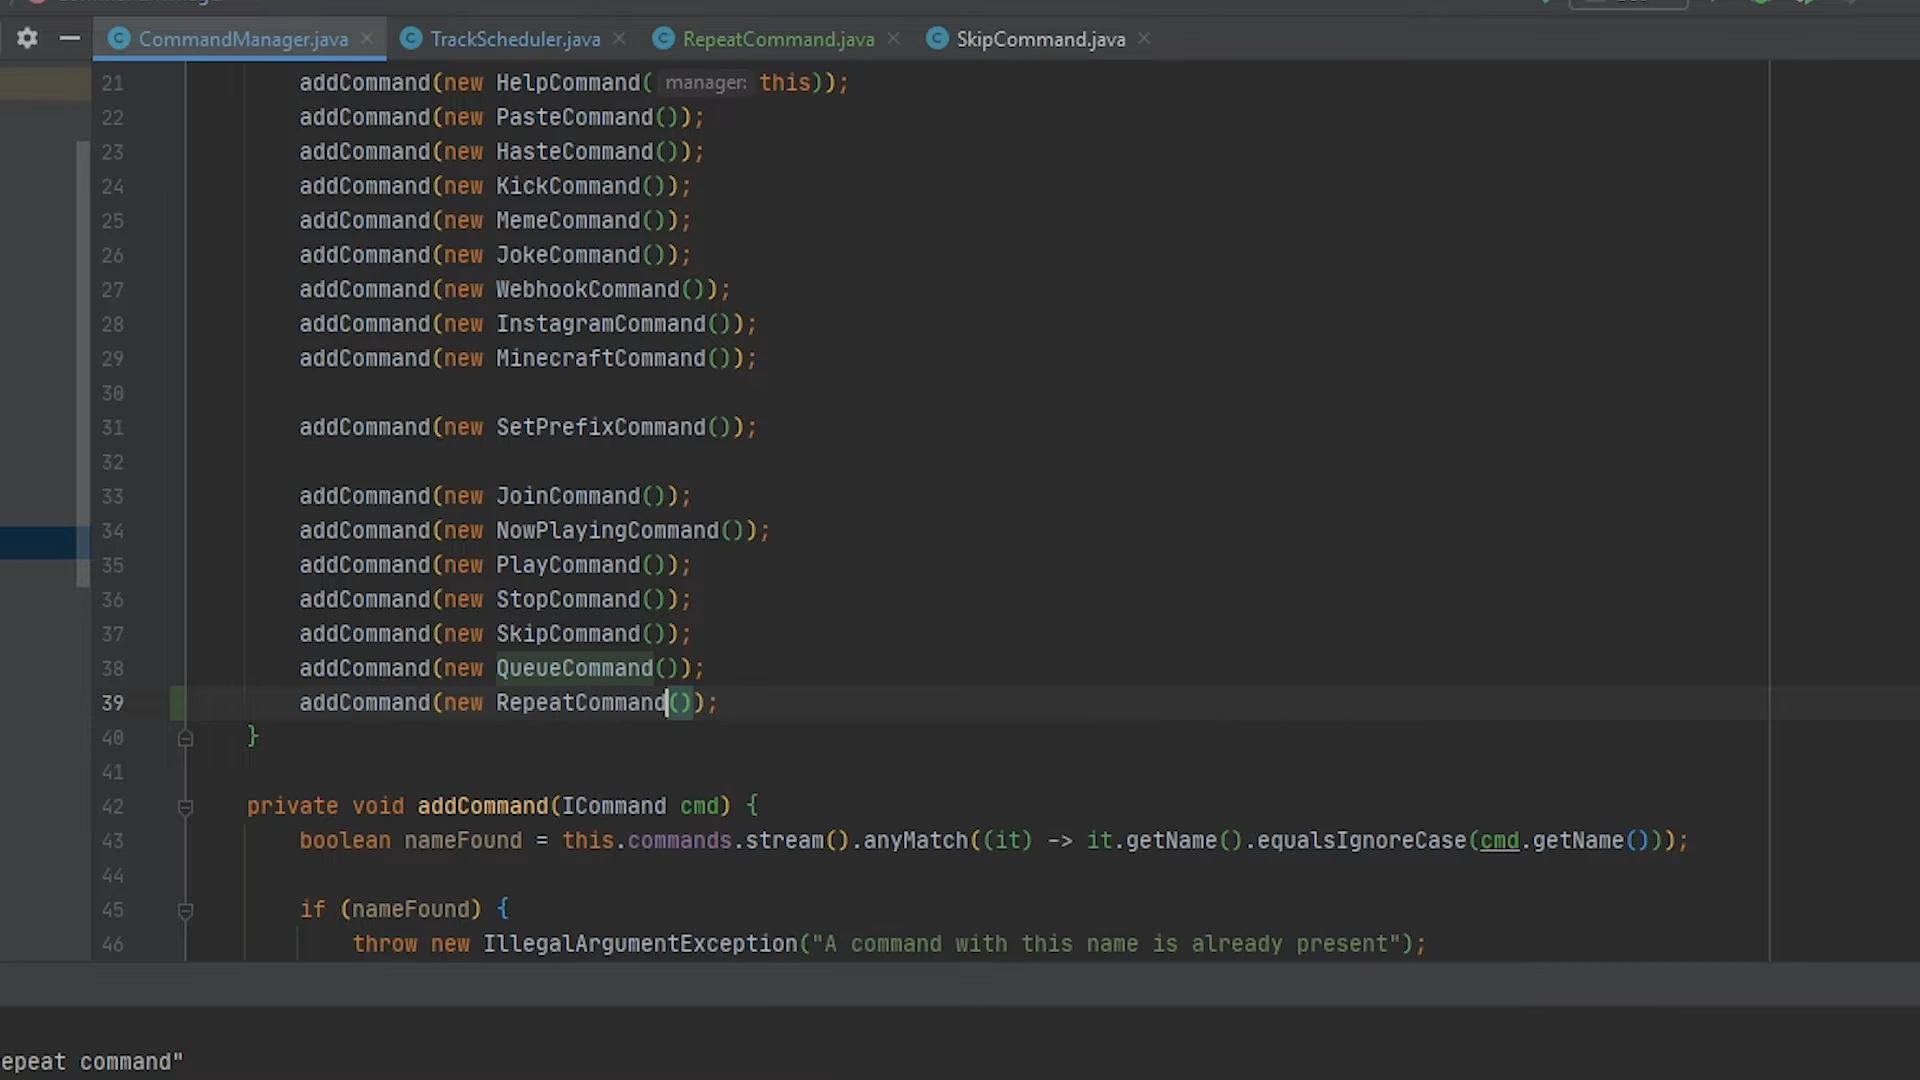 CommandManager.java TrackScheduler.java RepeatCommand.java SkipCommand.java
21 addCommand(new HelpCommand( manager: this));
22 addCommand(new PasteCommand());
23 addCommand(new HasteCommand());
24 addCommand(new KickCommand());
25 addCommand(new MemeCommand());
26 addCommand(new JokeCommand());
27 addCommand(new WebhookCommand());
28 addCommand(new InstagramCommand());
29 addCommand(new MinecraftCommand());
30
31 addCommand(new SetPrefixCommand());
32
33 addCommand(new JoinCommand());
34 addCommand(new NowPlayingCommand());
35 addCommand(new PlayCommand());
36 addCommand(new StopCommand());
37 addCommand(new SkipCommand());
38 addCommand(new QueueCommand());
39 addCommand(new RepeatCommand());
40 }
41
42 private void addCommand(ICommand cmd) {
43 boolean nameFound = this.commands.stream().anyMatch((it) -> it.getName().equalsIgnoreCase(cmd.getName()));
44
45 if (nameFound) {
46 throw new IllegalArgumentException("A command with this name is already present");
epeat command"